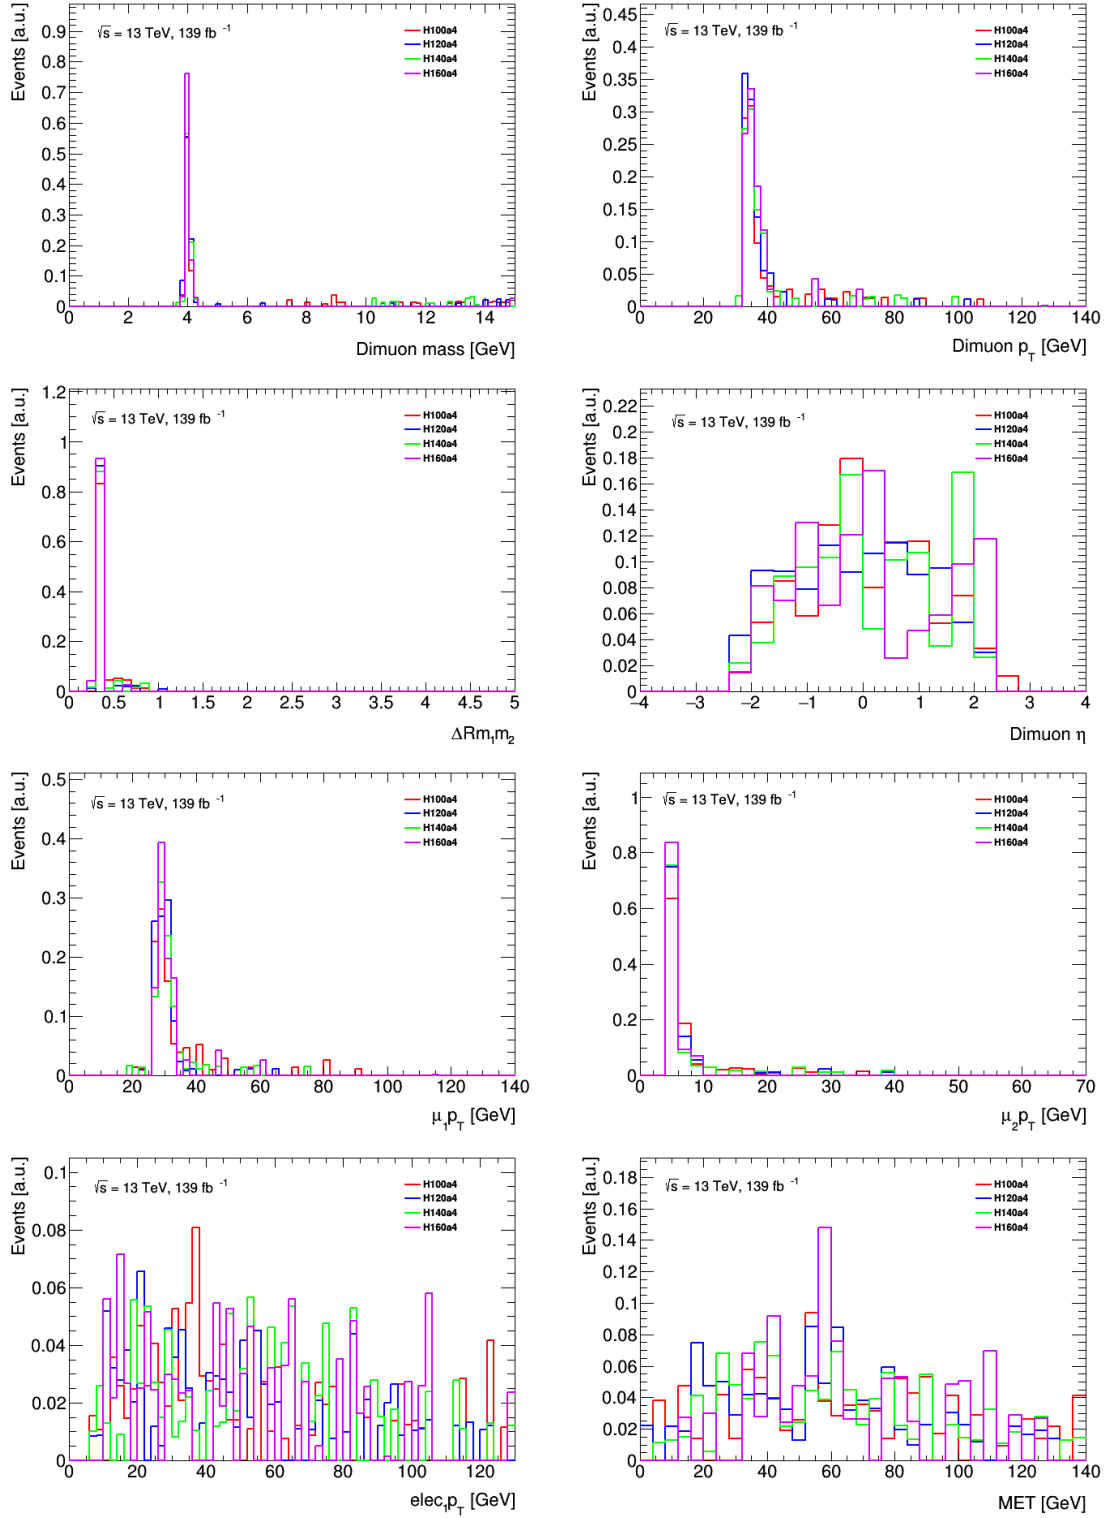 Events [a.u.]
√s = 13 TeV, 139 fb⁻¹
H100a4
H120a4
H140a4
H160a4
0.9
0.8
0.7
0.6
0.5
0.4
0.3
0.2
0.1
0
0 2 4 6 8 10 12 14
Dimuon mass [GeV]
Events [a.u.]
√s = 13 TeV, 139 fb⁻¹
H100a4
H120a4
H140a4
H160a4
0.45
0.4
0.35
0.3
0.25
0.2
0.15
0.1
0.05
0
0 20 40 60 80 100 120 140
Dimuon p_T [GeV]
Events [a.u.]
√s = 13 TeV, 139 fb⁻¹
H100a4
H120a4
H140a4
H160a4
1.2
1
0.8
0.6
0.4
0.2
0
0 0.5 1 1.5 2 2.5 3 3.5 4 4.5 5
ΔRm₁m₂
Events [a.u.]
√s = 13 TeV, 139 fb⁻¹
H100a4
H120a4
H140a4
H160a4
0.22
0.2
0.18
0.16
0.14
0.12
0.1
0.08
0.06
0.04
0.02
0
−4 −3 −2 −1 0 1 2 3 4
Dimuon η
Events [a.u.]
√s = 13 TeV, 139 fb⁻¹
H100a4
H120a4
H140a4
H160a4
0.5
0.4
0.3
0.2
0.1
0
0 20 40 60 80 100 120 140
μ₁p_T [GeV]
Events [a.u.]
√s = 13 TeV, 139 fb⁻¹
H100a4
H120a4
H140a4
H160a4
1
0.8
0.6
0.4
0.2
0
0 10 20 30 40 50 60 70
μ₂p_T [GeV]
Events [a.u.]
√s = 13 TeV, 139 fb⁻¹
H100a4
H120a4
H140a4
H160a4
0.1
0.08
0.06
0.04
0.02
0
0 20 40 60 80 100 120
elec₁p_T [GeV]
Events [a.u.]
√s = 13 TeV, 139 fb⁻¹
H100a4
H120a4
H140a4
H160a4
0.18
0.16
0.14
0.12
0.1
0.08
0.06
0.04
0.02
0
0 20 40 60 80 100 120 140
MET [GeV]